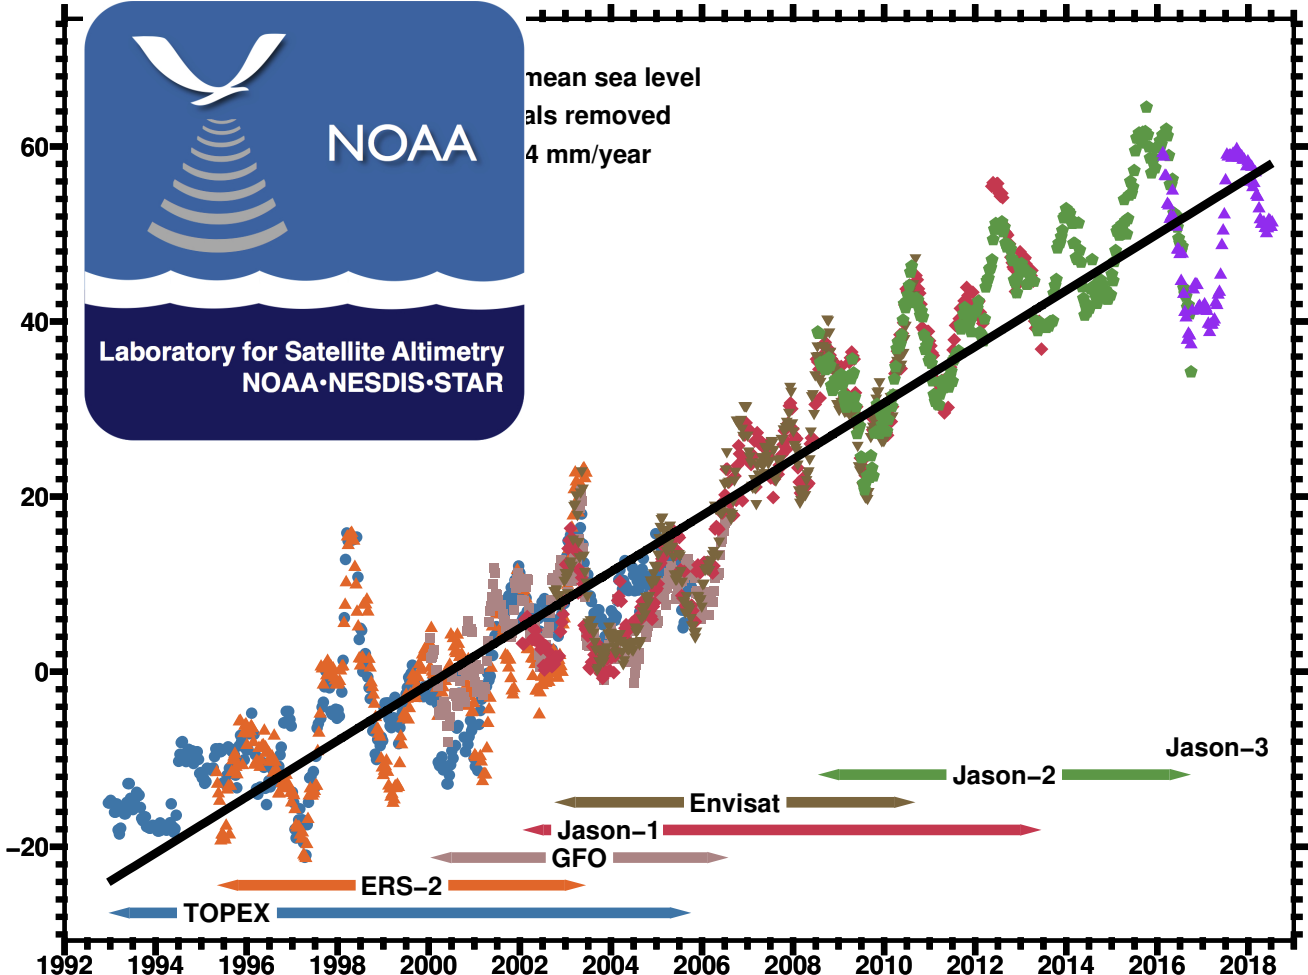 NOAA
Laboratory for Satellite Altimetry
NOAA•NESDIS•STAR
mean sea level
als removed
4 mm/year
60
40
20
0
−20
Jason−3
Jason−2
Envisat
Jason−1
GFO
ERS−2
TOPEX
1992 1994 1996 1998 2000 2002 2004 2006 2008 2010 2012 2014 2016 2018